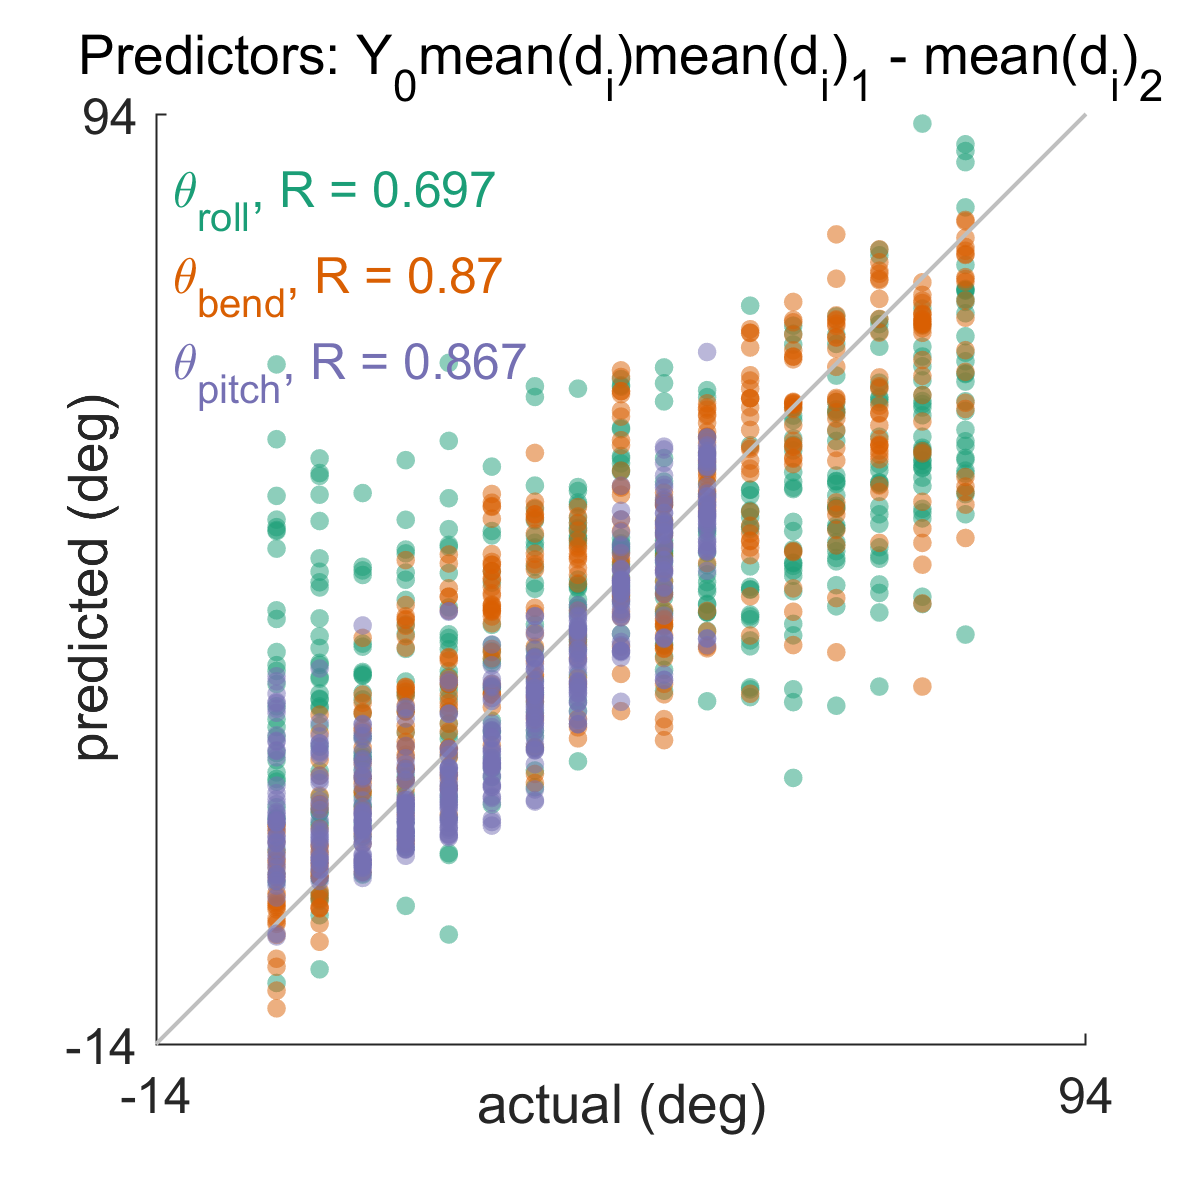 Predictors: Y0mean(di)mean(di)1 - mean(di)2
94
θroll, R = 0.697
θbend, R = 0.87
θpitch, R = 0.867
predicted (deg)
-14
-14
actual (deg)
94